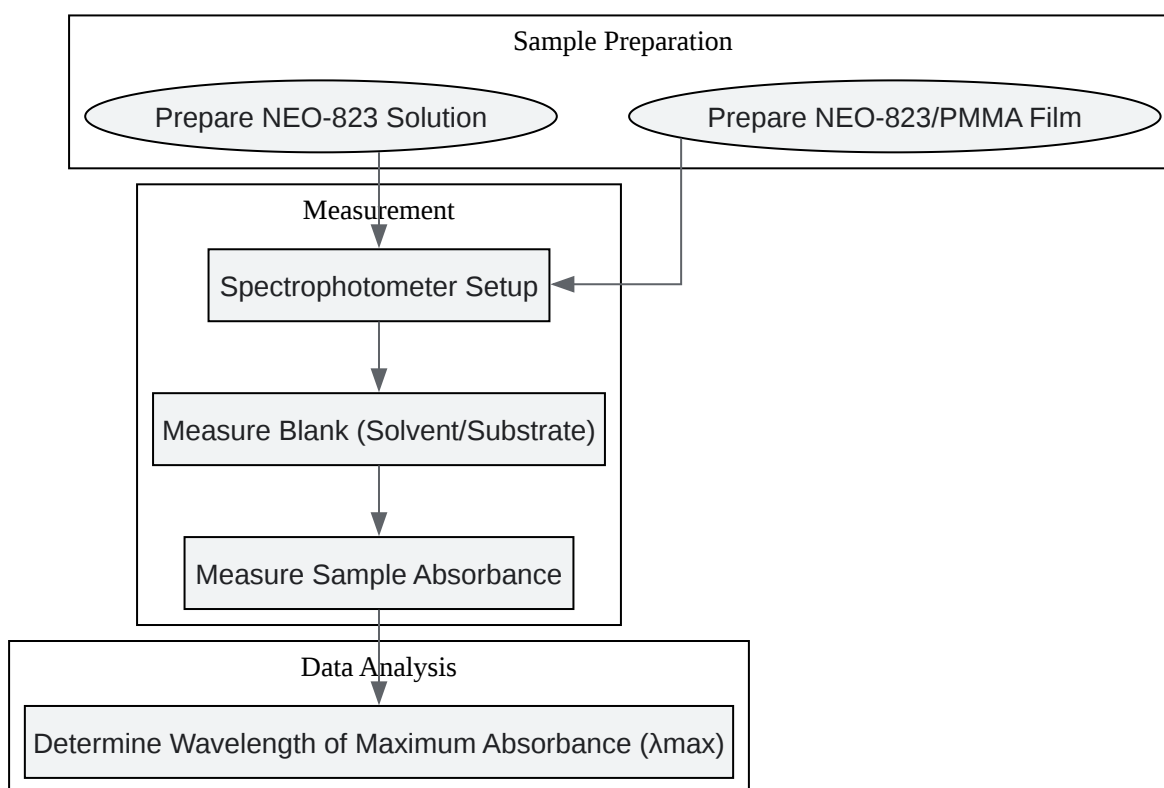 Sample Preparation
Prepare NEO-823 Solution
Prepare NEO-823/PMMA Film
Measurement
Spectrophotometer Setup
Measure Blank (Solvent/Substrate)
Measure Sample Absorbance
Data Analysis
Determine Wavelength of Maximum Absorbance (λmax)